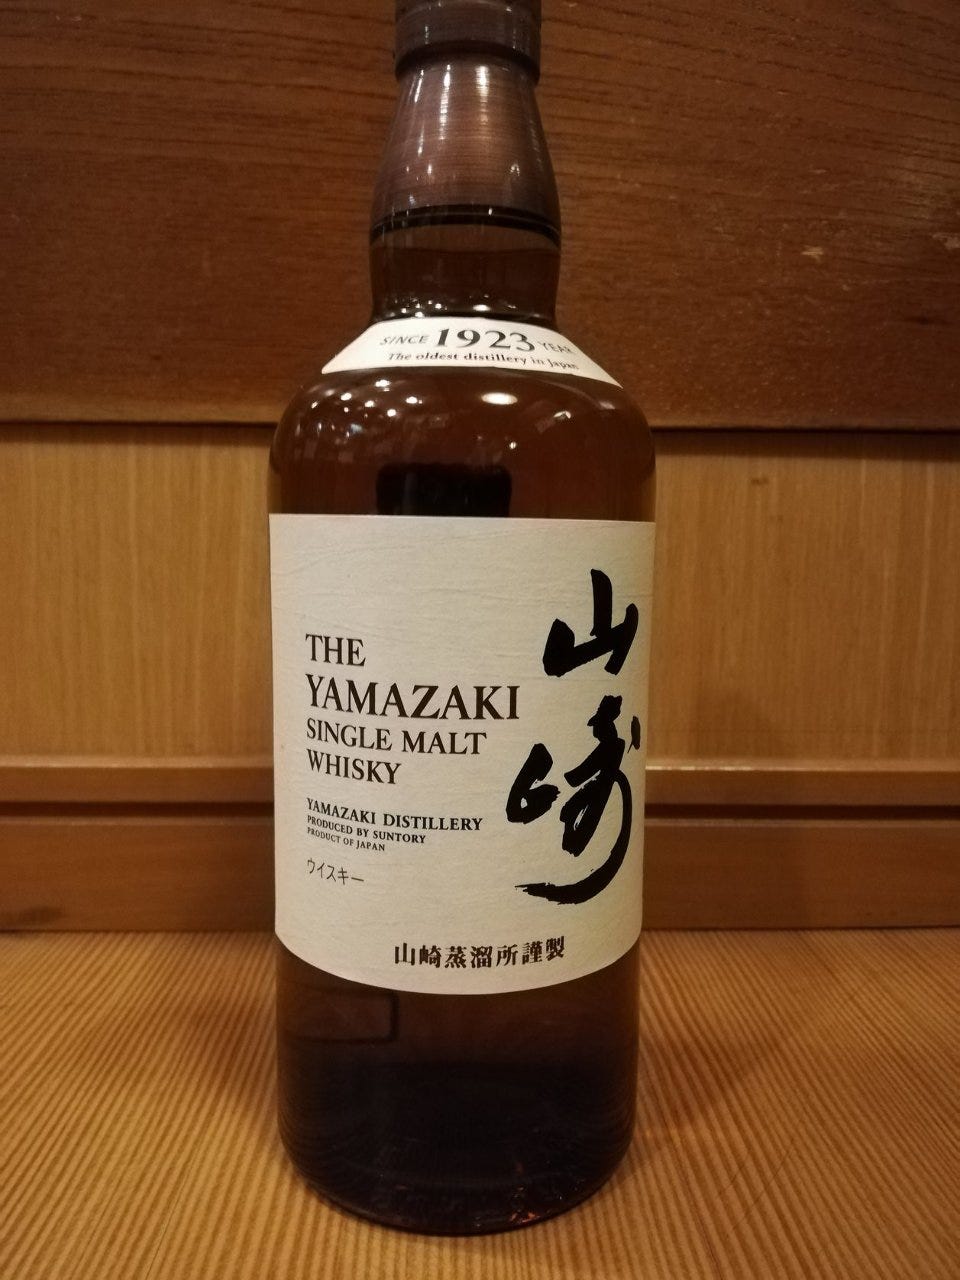 SINCE 1923 YEAR
The oldest distillery in Japan
THE
YAMAZAKI
SINGLE MALT
WHISKY
YAMAZAKI DISTILLERY
PRODUCED BY SUNTORY
PRODUCT OF JAPAN
ウイスキー
山崎
山崎蒸溜所謹製